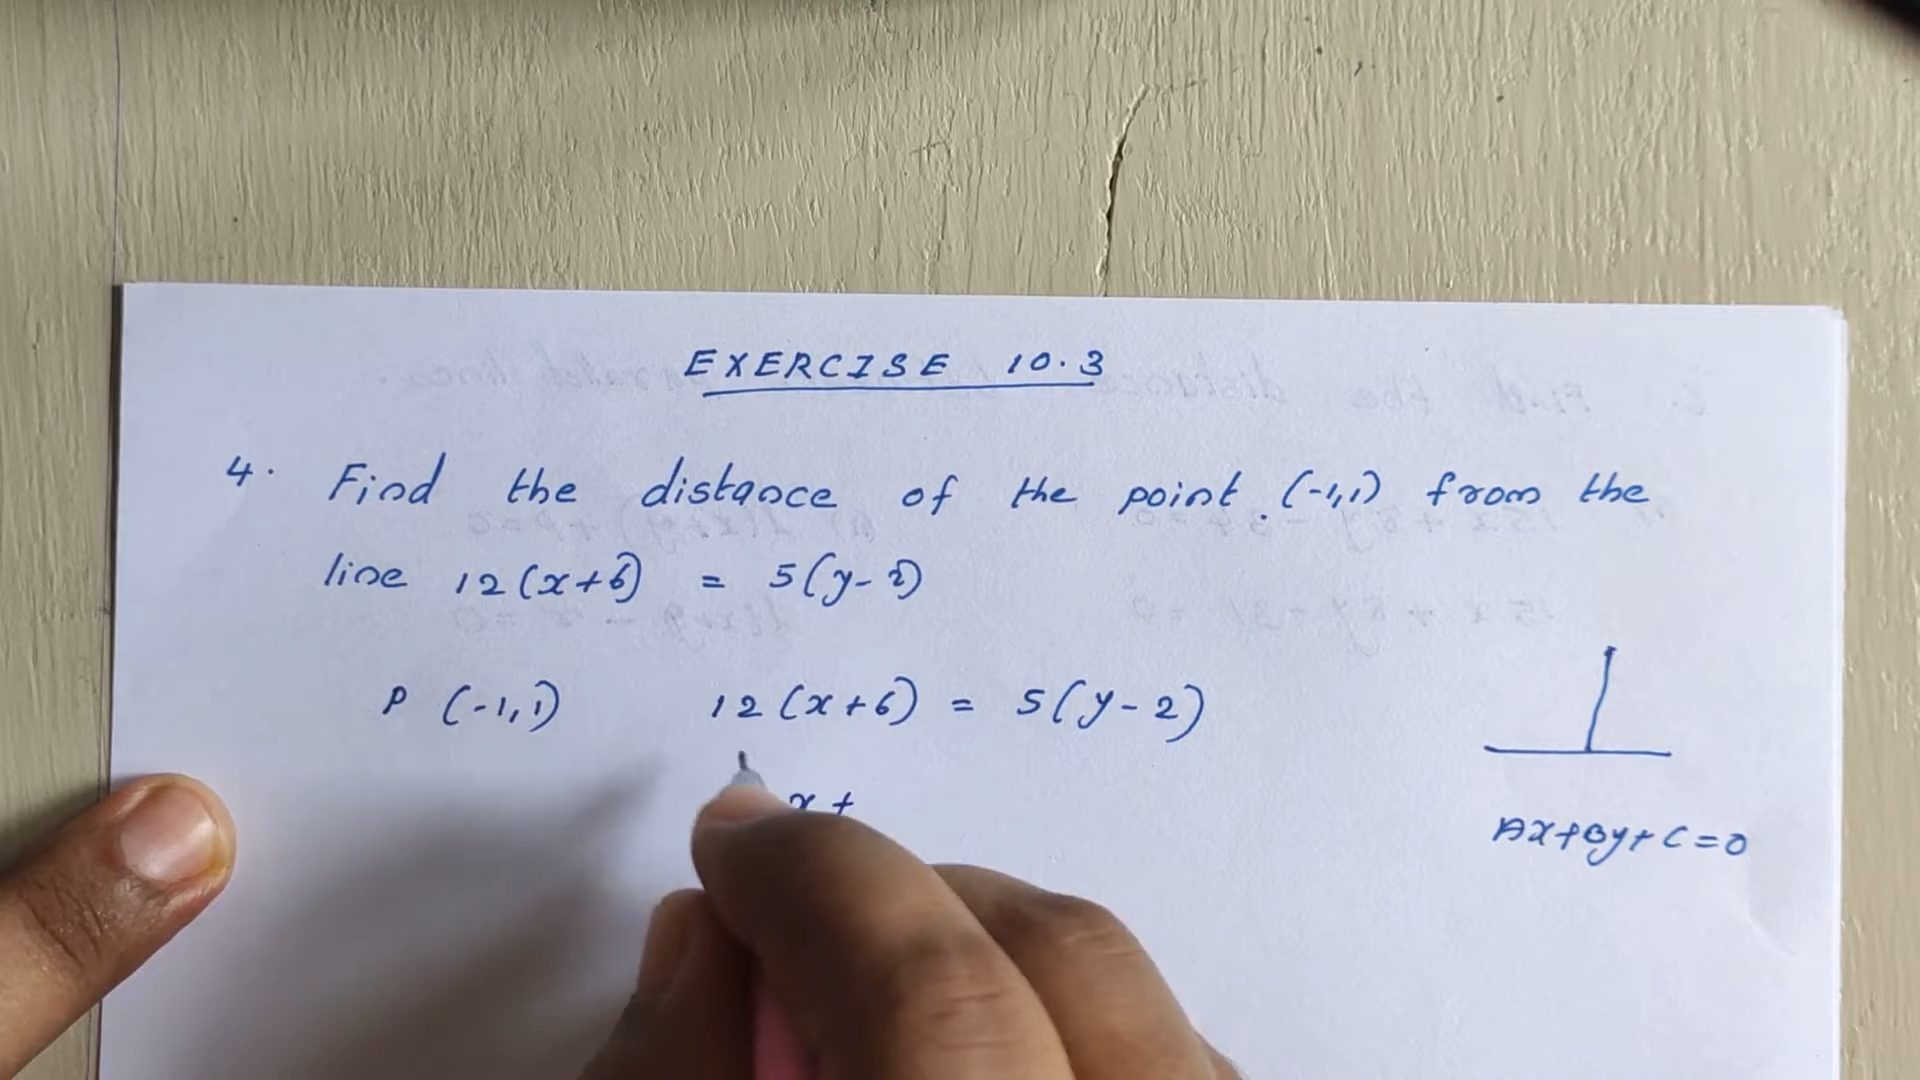 EXERCISE 10.3
4. Find the distance of the point (-1,1) from the
line 12(x+6) = 5(y-2)
P (-1,1) 12(x+6) = 5(y-2)
x +
Ax+By+C=0